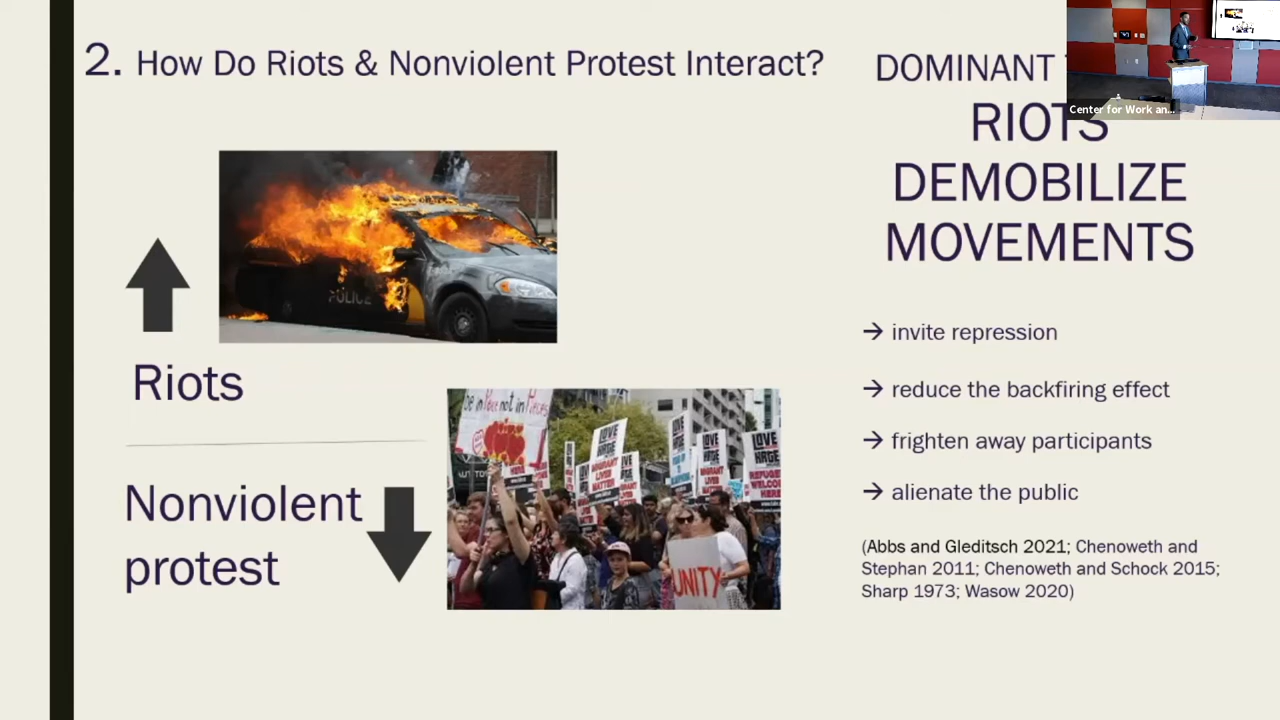 2. How Do Riots & Nonviolent Protest Interact?
DOMINANT
RIOTS
DEMOBILIZE
MOVEMENTS
Center for Work an...
POLICE
Riots
Nonviolent
protest
UNITY
→ invite repression
→ reduce the backfiring effect
→ frighten away participants
→ alienate the public
(Abbs and Gleditsch 2021; Chenoweth and
Stephan 2011; Chenoweth and Schock 2015;
Sharp 1973; Wasow 2020)